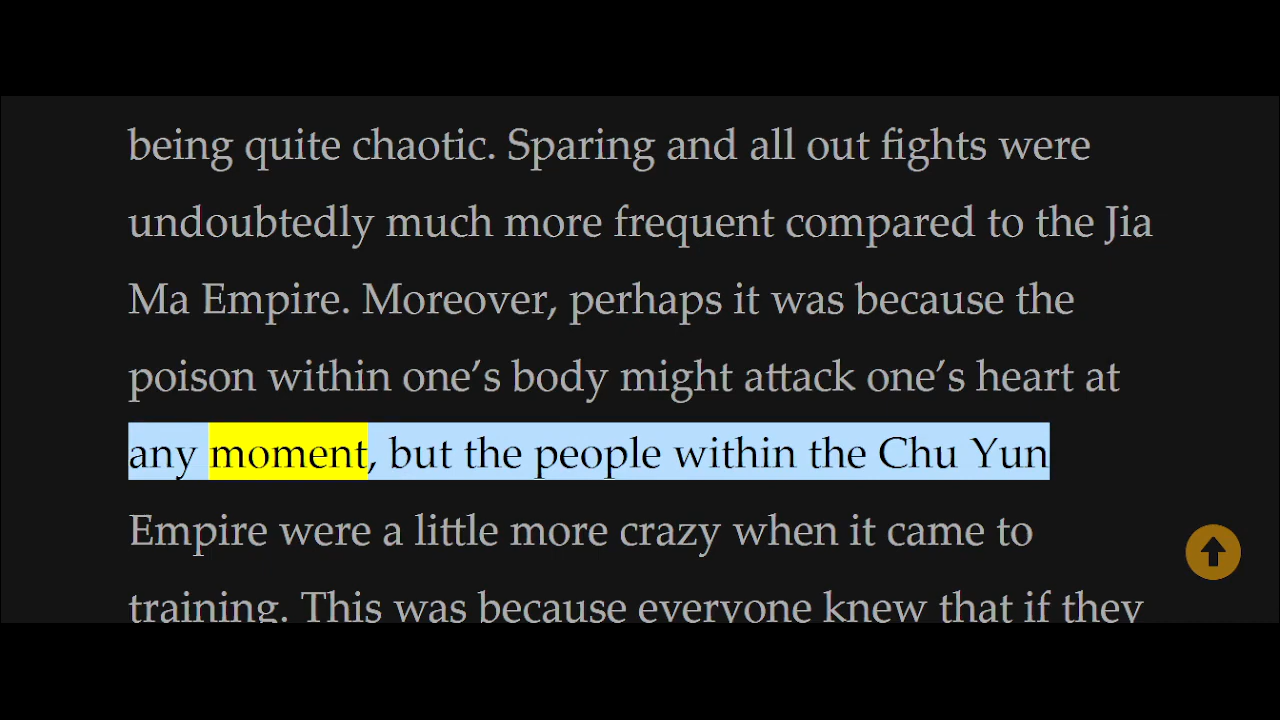 being quite chaotic. Sparing and all out fights were
undoubtedly much more frequent compared to the Jia
Ma Empire. Moreover, perhaps it was because the
poison within one’s body might attack one’s heart at
any moment, but the people within the Chu Yun
Empire were a little more crazy when it came to
training. This was because everyone knew that if they